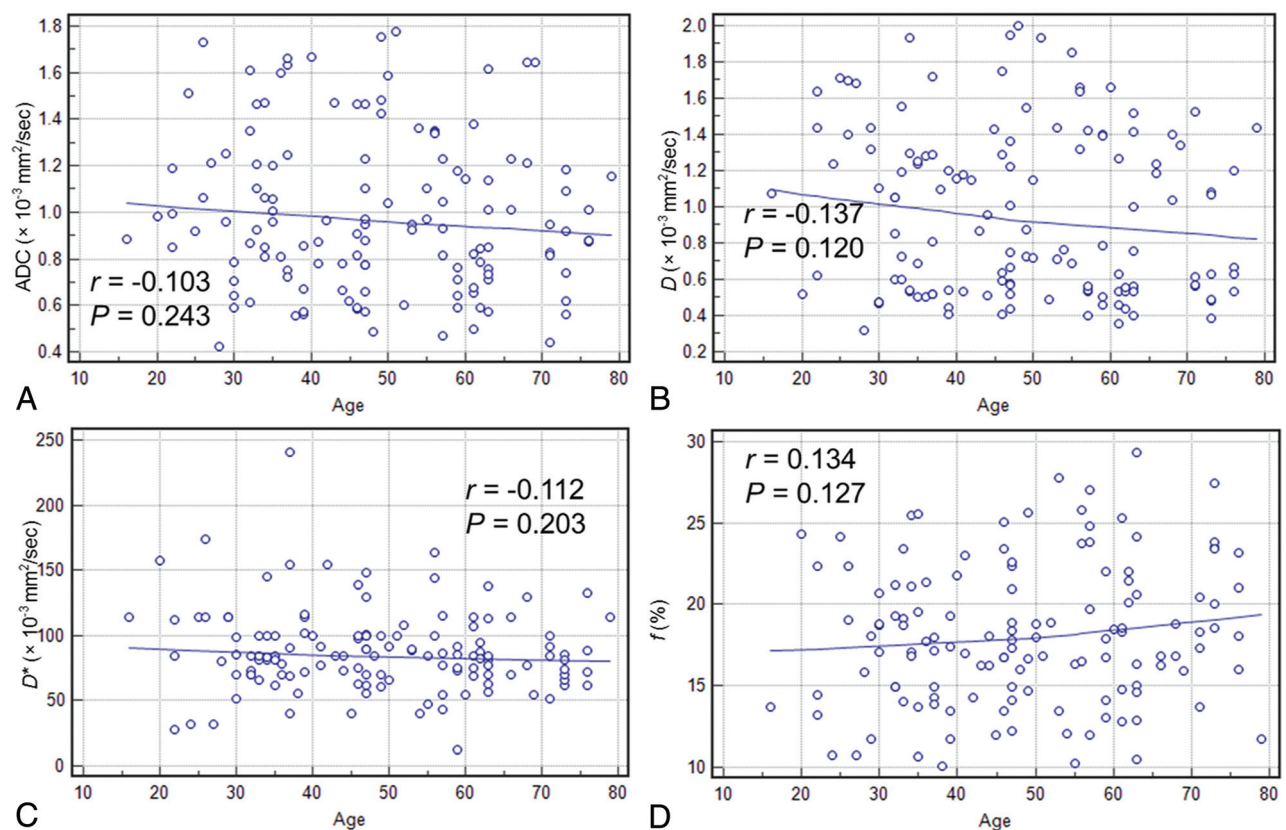 1.8
1.6
1.4
1.2
1.0
0.8
0.6
0.4
ADC (× 10⁻³ mm²/sec)
r = -0.103
P = 0.243
10 20 30 40 50 60 70 80
Age
A
2.0
1.8
1.6
1.4
1.2
1.0
0.8
0.6
0.4
0.2
D (× 10⁻³ mm²/sec)
r = -0.137
P = 0.120
10 20 30 40 50 60 70 80
Age
B
250
200
150
100
50
0
D* (× 10⁻³ mm²/sec)
r = -0.112
P = 0.203
10 20 30 40 50 60 70 80
Age
C
30
25
20
15
10
f (%)
r = 0.134
P = 0.127
10 20 30 40 50 60 70 80
Age
D